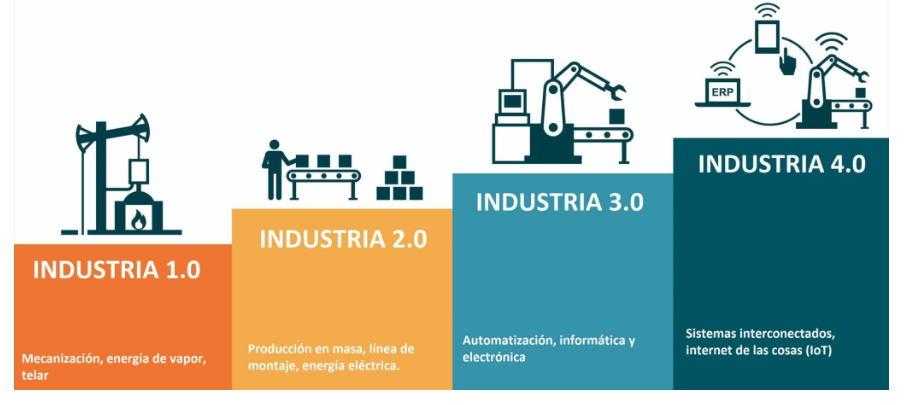 ERP
INDUSTRIA 1.0
Mecanización, energía de vapor,
telar
INDUSTRIA 2.0
Producción en masa, línea de
montaje, energía eléctrica.
INDUSTRIA 3.0
Automatización, informática y
electrónica
INDUSTRIA 4.0
Sistemas interconectados,
internet de las cosas (IoT)